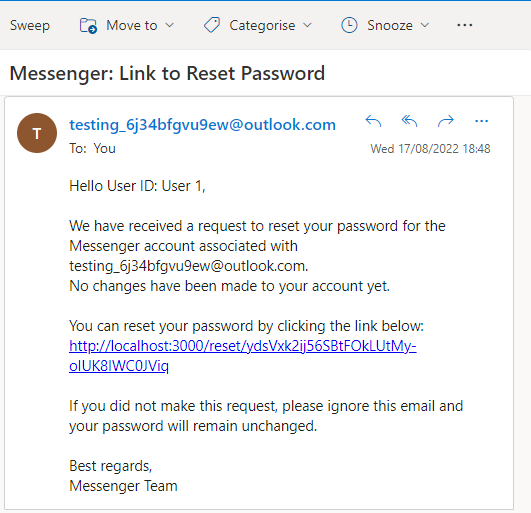 Sweep Move to Categorise Snooze ...
Messenger: Link to Reset Password
T
testing_6j34bfgvu9ew@outlook.com
To: You
Wed 17/08/2022 18:48
Hello User ID: User 1,
We have received a request to reset your password for the
Messenger account associated with
testing_6j34bfgvu9ew@outlook.com.
No changes have been made to your account yet.
You can reset your password by clicking the link below:
http://localhost:3000/reset/ydsVxk2ij56SBtFOkLUtMy-
oIUK8IWC0JViq
If you did not make this request, please ignore this email and
your password will remain unchanged.
Best regards,
Messenger Team